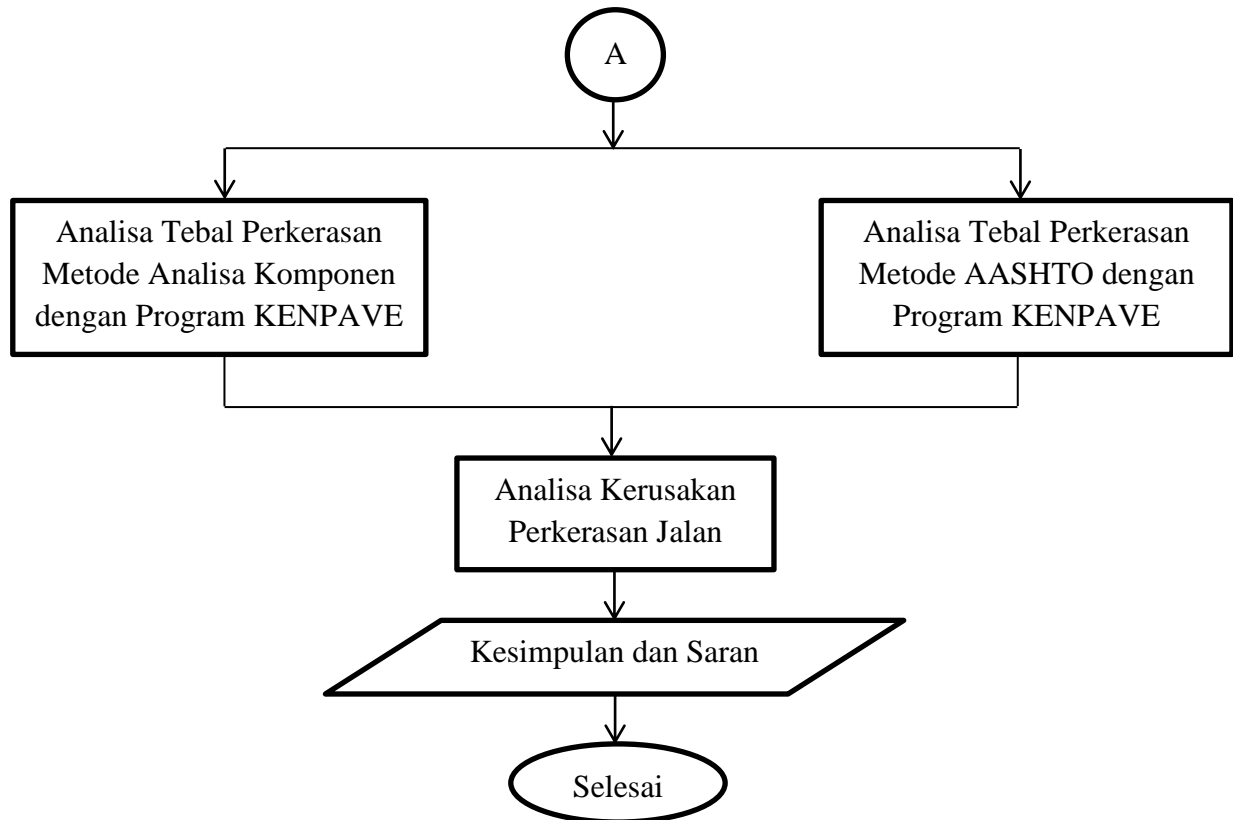 A
Analisa Tebal Perkerasan
Metode Analisa Komponen
dengan Program KENPAVE
Analisa Tebal Perkerasan
Metode AASHTO dengan
Program KENPAVE
Analisa Kerusakan
Perkerasan Jalan
Kesimpulan dan Saran
Selesai